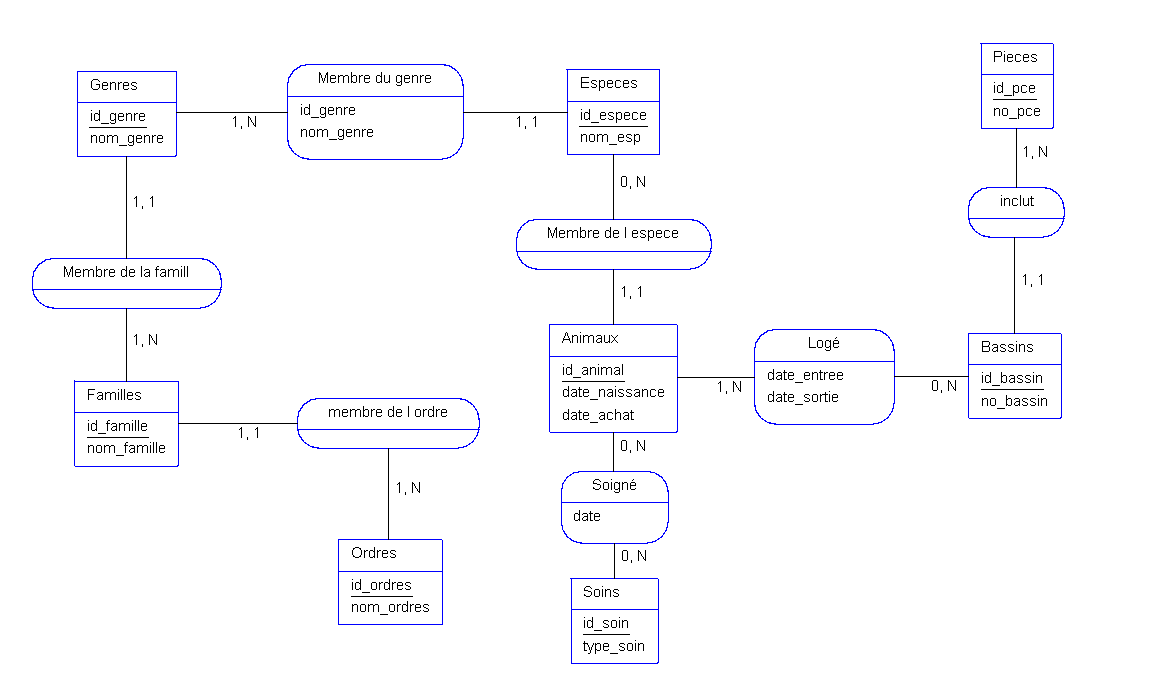 Genres
id_genre
nom_genre
1, N
Membre du genre
id_genre
nom_genre
1, 1
Especes
id_espece
nom_esp
Pieces
id_pce
no_pce
1, N
inclut
1, 1
1, 1
Membre de la famill
1, N
0, N
Membre de l espece
1, 1
Animaux
id_animal
date_naissance
date_achat
1, N
Logé
date_entree
date_sortie
0, N
Bassins
id_bassin
no_bassin
Familles
id_famille
nom_famille
1, 1
membre de l ordre
1, N
Ordres
id_ordres
nom_ordres
0, N
Soigné
date
0, N
Soins
id_soin
type_soin